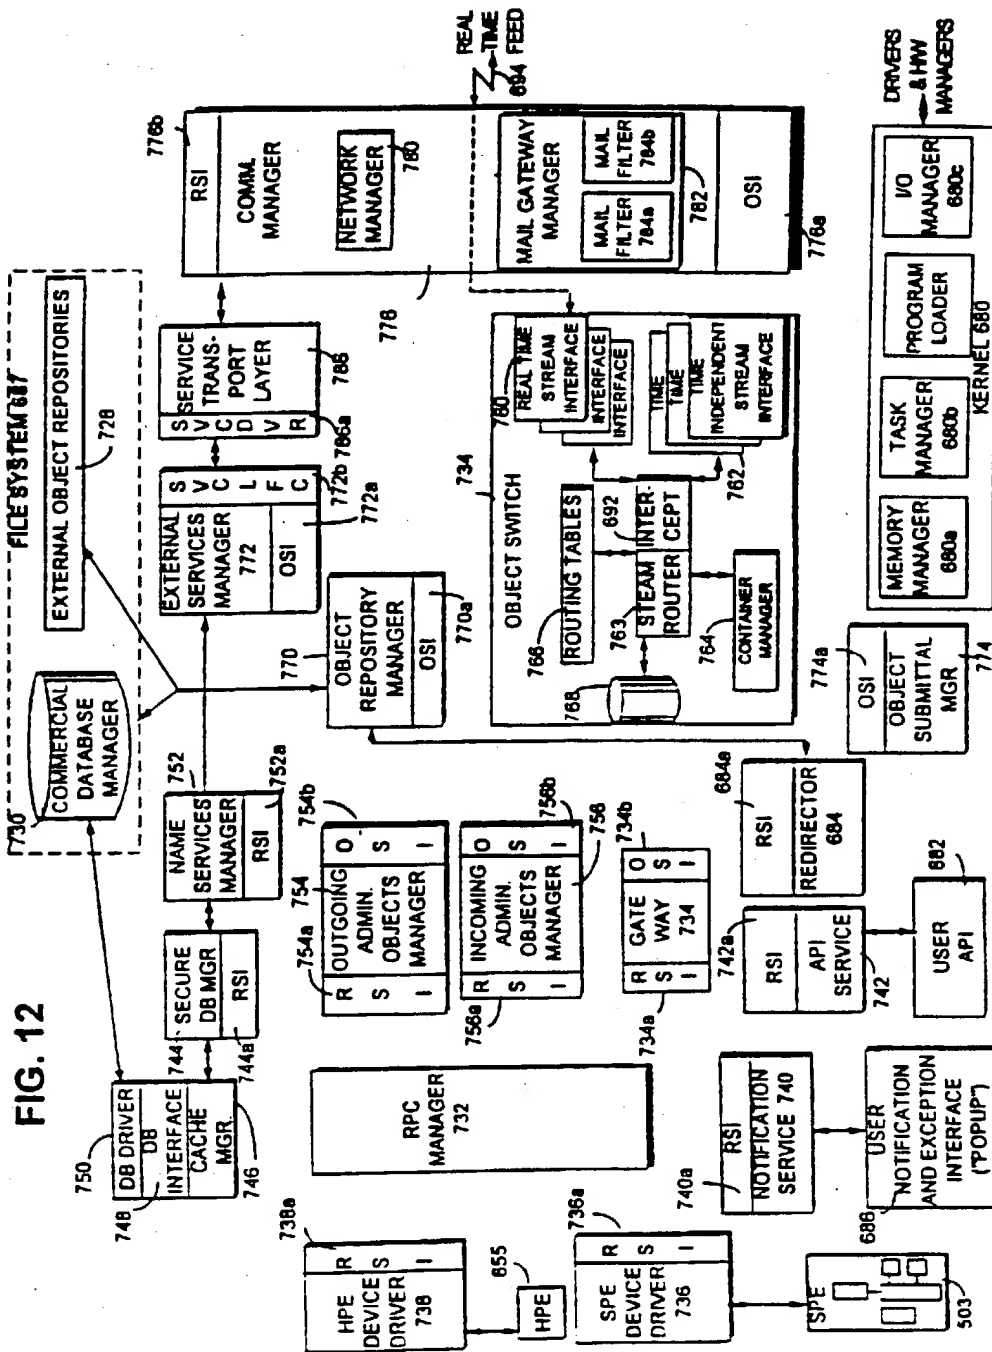 FIG. 12
FILE SYSTEM 687
EXTERNAL OBJECT REPOSITORIES
728
730
COMMERCIAL
DATABASE
MANAGER
750
DB DRIVER
DB
INTERFACE
CACHE
MGR.
748
746
744
SECURE
DB MGR
RSI
744a
752
NAME
SERVICES
MANAGER
RSI
752a
EXTERNAL
SERVICES
MANAGER
772
OSI
S V C L F C
772b
772a
S V C D V R
SERVICE
TRANS-
PORT
LAYER
786
786a
776b
RSI
COMM.
MANAGER
NETWORK
MANAGER
780
778
MAIL GATEWAY
MANAGER
MAIL
FILTER
784a
MAIL
FILTER
784b
782
OSI
776a
REAL
TIME
FEED
694
770
OBJECT
REPOSITORY
MANAGER
OSI
770a
754a
R S I
754
OUTGOING
ADMIN.
OBJECTS
MANAGER
O S I
754b
756a
R S I
INCOMING
ADMIN.
OBJECTS
MANAGER
756
O S I
756b
RPC MANAGER
732
738a
R S I
HPE
DEVICE
DRIVER
738
655
HPE
736a
R S I
SPE
DEVICE
DRIVER
736
SPE
503
734
OBJECT SWITCH
ROUTING TABLES
766
STEAM
ROUTER
763
INTER-
CEPT
692
764
CONTAINER
MANAGER
768
780
REAL TIME
STREAM
INTERFACE
INTERFACE
INTERFACE
TIME
TIME
TIME
INDEPENDENT
STREAM
INTERFACE
762
R S I
GATE
WAY
734
O S I
734b
734a
740a
RSI
NOTIFICATION
SERVICE 740
686
USER
NOTIFICATION
AND EXCEPTION
INTERFACE
("POPUP")
742a
RSI
API
SERVICE
742
USER
API
682
684a
RSI
REDIRECTOR
684
774a
OSI
OBJECT
SUBMITTAL
MGR
774
MEMORY
MANAGER
680a
TASK
MANAGER
680b
PROGRAM
LOADER
I/O
MANAGER
680c
KERNEL 680
DRIVERS
& HW
MANAGERS